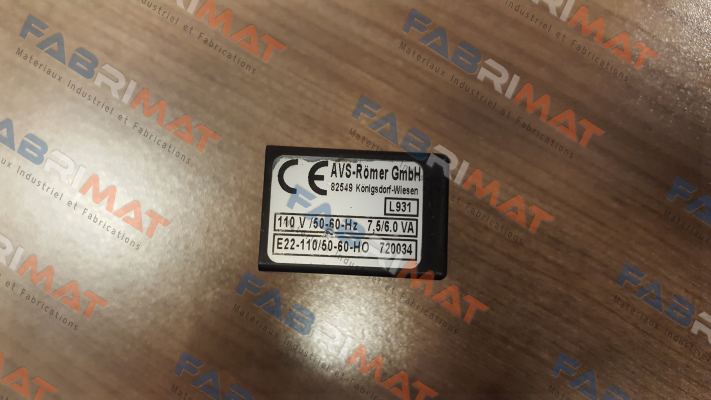 FABRIMAT
Materiaux Industriel et Fabrications
CE AVS-Römer GmbH
82549 Königsdorf-Wiesen
L931
110 V /50-60-Hz 7,5/6.0 VA
E22-110/50-60-HO 720034